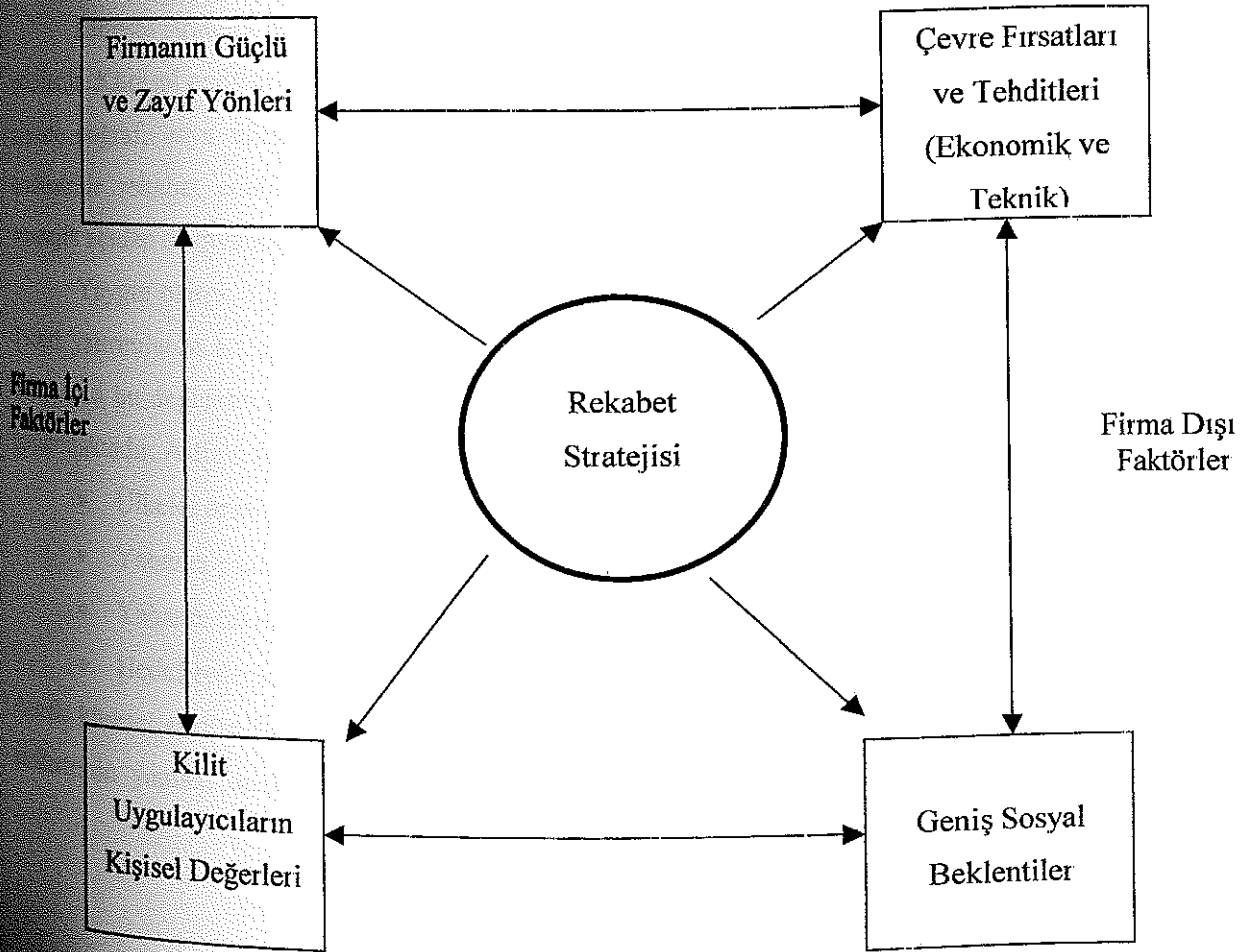 Firmanın Güçlü
ve Zayıf Yönleri
Çevre Fırsatları
ve Tehditleri
(Ekonomik ve
Teknik)
Firma İçi
Faktörler
Rekabet
Stratejisi
Firma Dışı
Faktörler
Kilit
Uygulayıcıların
Kişisel Değerleri
Geniş Sosyal
Beklentiler